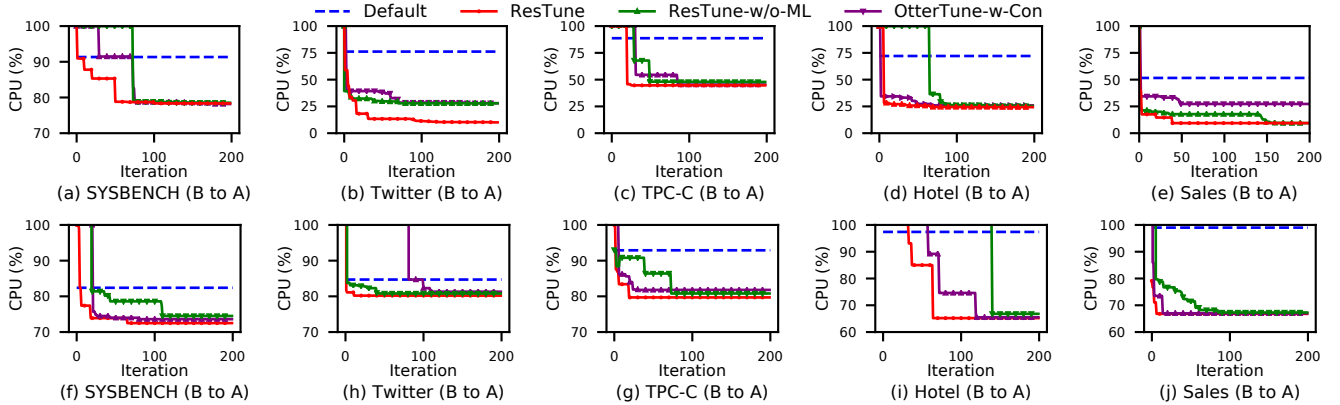 Default ResTune ResTune-w/o-ML OtterTune-w-Con
CPU (%) 100 90 80 70
0 100 200
Iteration
(a) SYSBENCH (B to A)
CPU (%) 100 75 50 25 0
0 100 200
Iteration
(b) Twitter (B to A)
CPU (%) 100 75 50 25 0
0 100 200
Iteration
(c) TPC-C (B to A)
CPU (%) 100 75 50 25 0
0 100 200
Iteration
(d) Hotel (B to A)
CPU (%) 100 75 50 25 0
0 50 100 150 200
Iteration
(e) Sales (B to A)
CPU (%) 100 90 80 70
0 100 200
Iteration
(f) SYSBENCH (B to A)
CPU (%) 100 90 80 70
0 100 200
Iteration
(h) Twitter (B to A)
CPU (%) 100 90 80 70
0 100 200
Iteration
(g) TPC-C (B to A)
CPU (%) 100 90 80 70 60
0 100 200
Iteration
(i) Hotel (B to A)
CPU (%) 100 90 80 70 60
0 100 200
Iteration
(j) Sales (B to A)